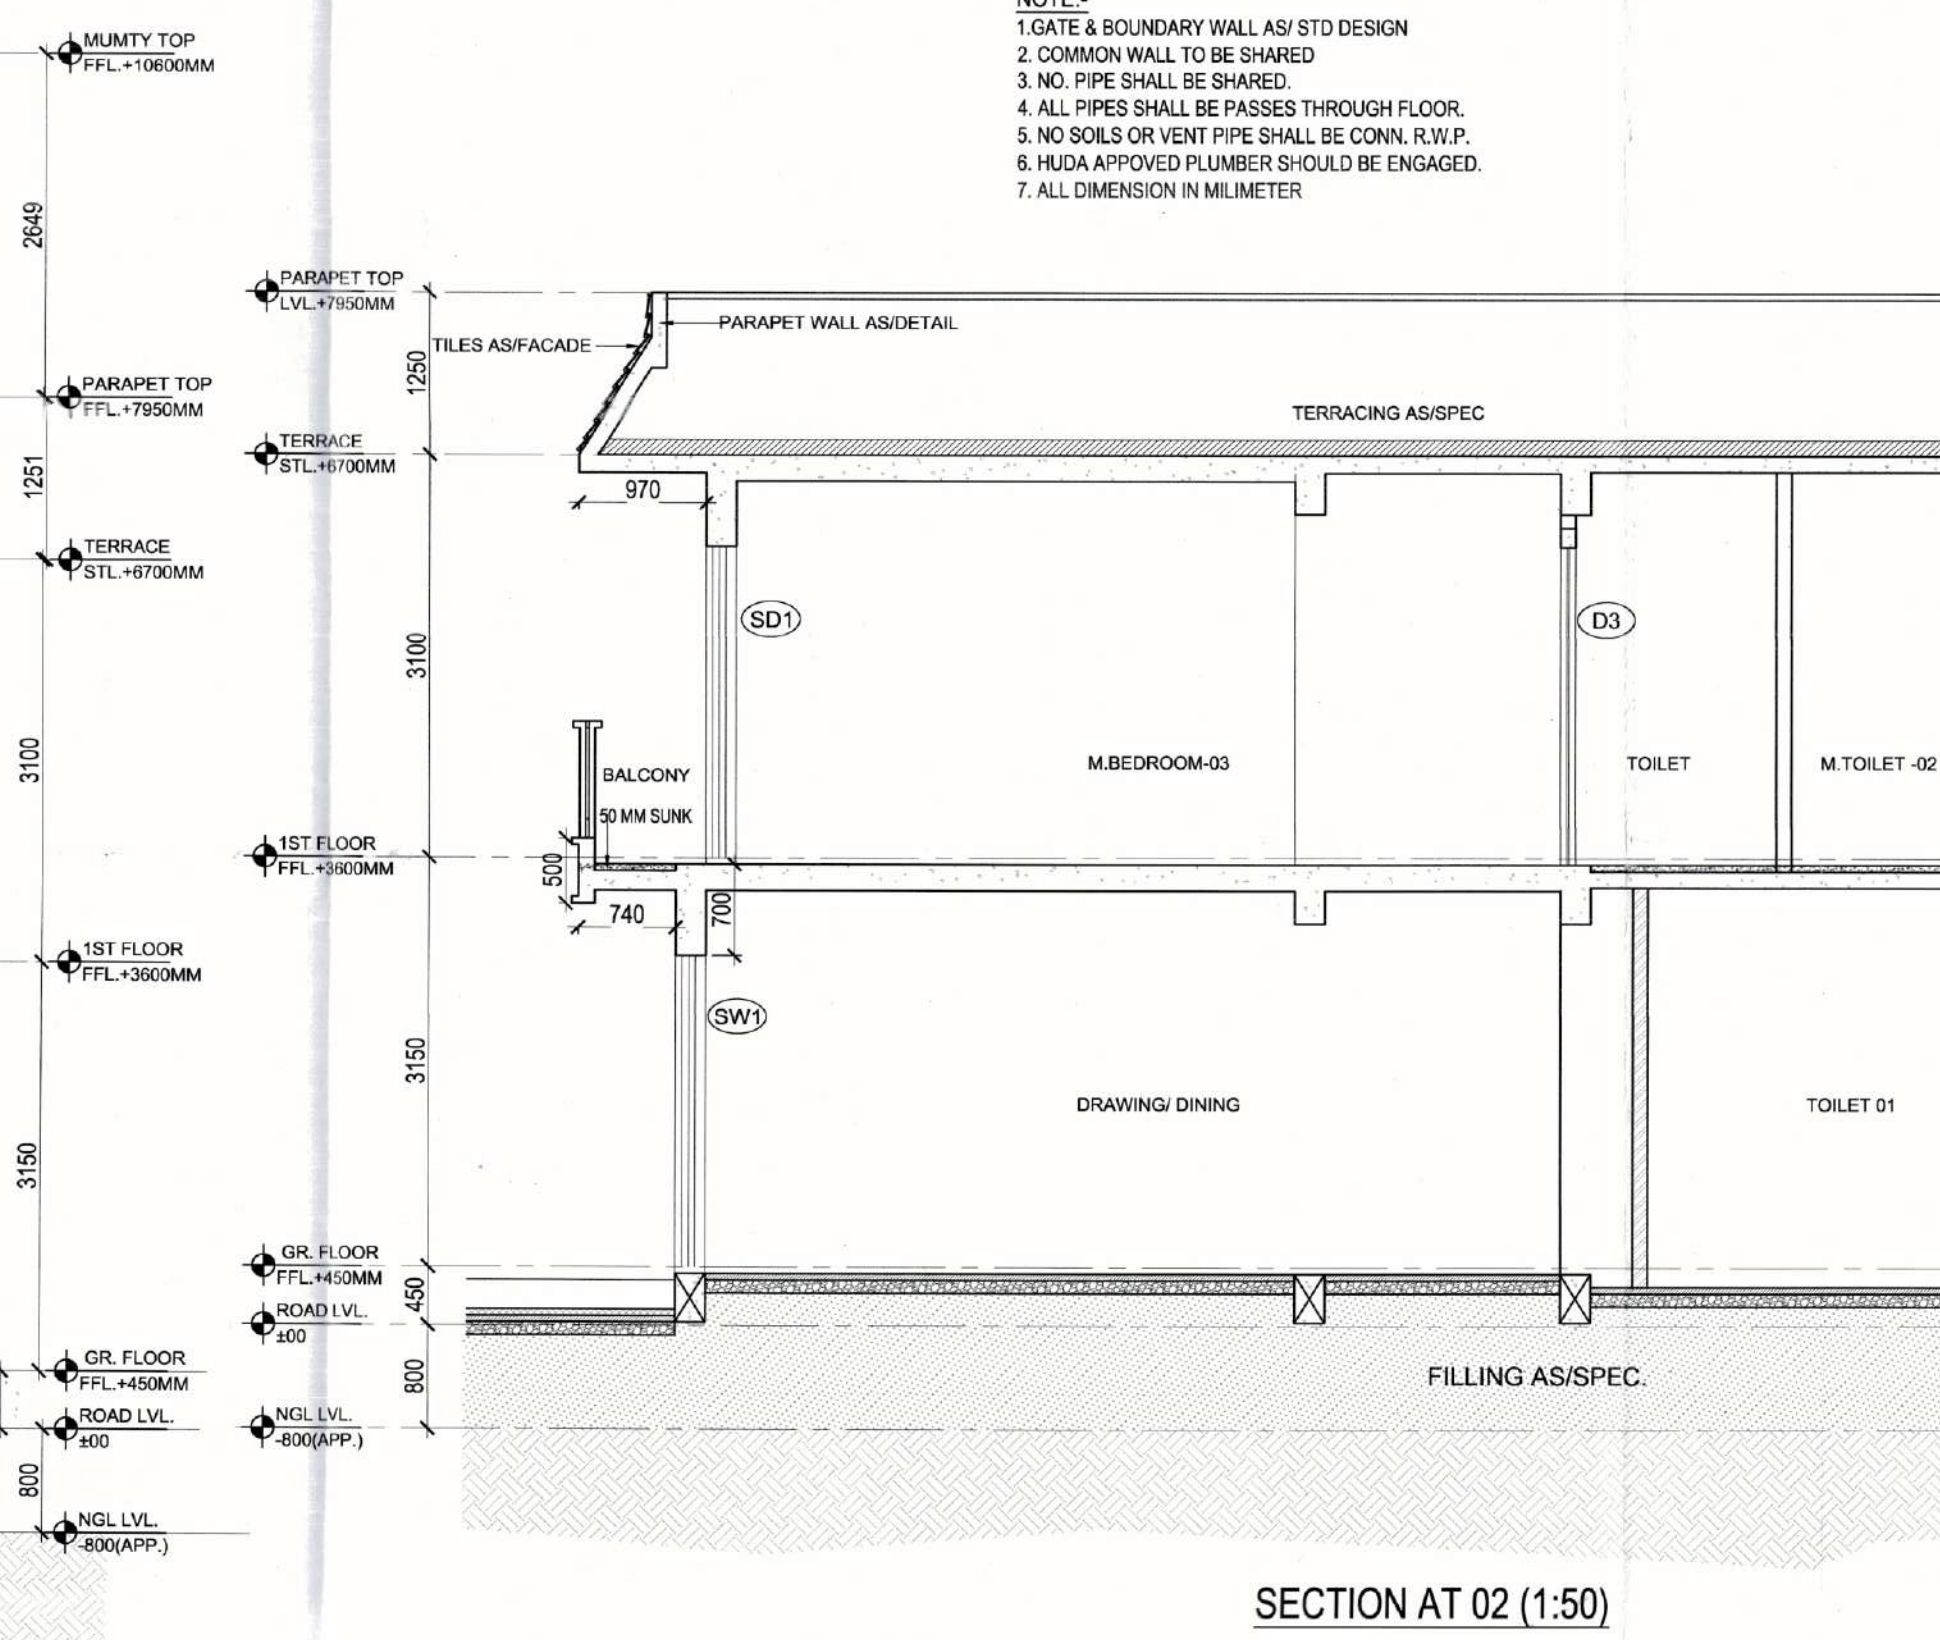 NOTE:-
1.GATE & BOUNDARY WALL AS/ STD DESIGN
2. COMMON WALL TO BE SHARED
3. NO. PIPE SHALL BE SHARED.
4. ALL PIPES SHALL BE PASSES THROUGH FLOOR.
5. NO SOILS OR VENT PIPE SHALL BE CONN. R.W.P.
6. HUDA APPOVED PLUMBER SHOULD BE ENGAGED.
7. ALL DIMENSION IN MILIMETER
MUMTY TOP
FFL.+10600MM
2649
PARAPET TOP
FFL.+7950MM
1251
TERRACE
STL.+6700MM
3100
1ST FLOOR
FFL.+3600MM
3150
GR. FLOOR
FFL.+450MM
ROAD LVL.
±00
800
NGL LVL.
-800(APP.)
PARAPET TOP
LVL.+7950MM
1250
TERRACE
STL.+6700MM
3100
1ST FLOOR
FFL.+3600MM
3150
GR. FLOOR
FFL.+450MM
450
ROAD LVL.
±00
800
NGL LVL.
-800(APP.)
PARAPET WALL AS/DETAIL
TILES AS/FACADE
TERRACING AS/SPEC
970
SD1
D3
M.BEDROOM-03
TOILET
M.TOILET -02
BALCONY
50 MM SUNK
500
740
700
SW1
DRAWING/ DINING
TOILET 01
FILLING AS/SPEC.
SECTION AT 02 (1:50)